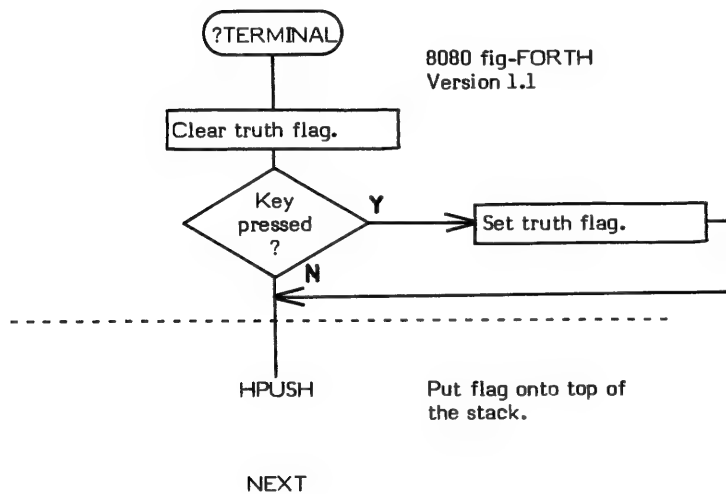 ?TERMINAL
8080 fig-FORTH
Version 1.1
Clear truth flag.
Key
pressed
?
Y
Set truth flag.
N
HPUSH
Put flag onto top of
the stack.
NEXT